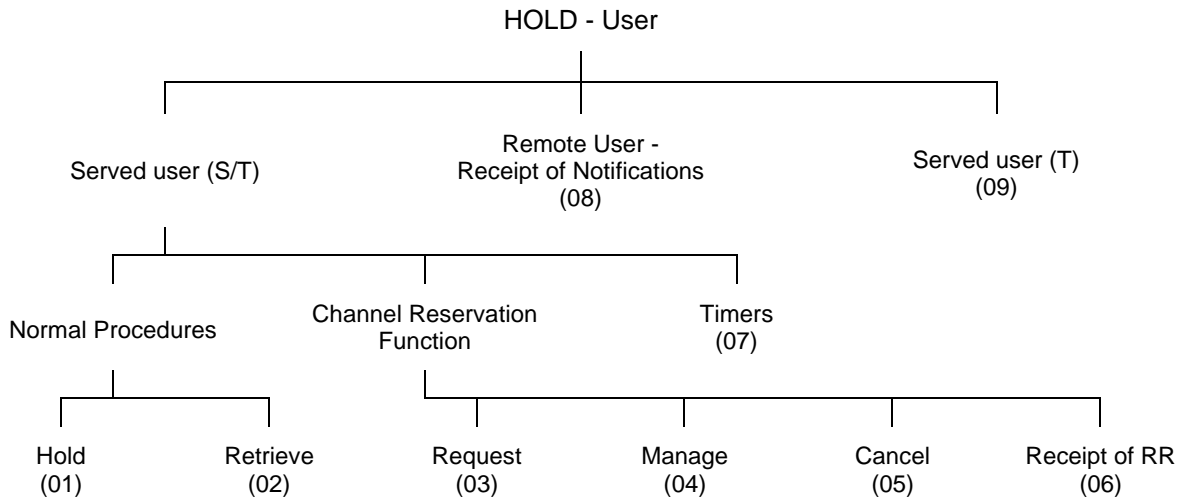 HOLD - User
Served user (S/T)
Remote User -
Receipt of Notifications
(08)
Served user (T)
(09)
Normal Procedures
Channel Reservation
Function
Timers
(07)
Hold
(01)
Retrieve
(02)
Request
(03)
Manage
(04)
Cancel
(05)
Receipt of RR
(06)